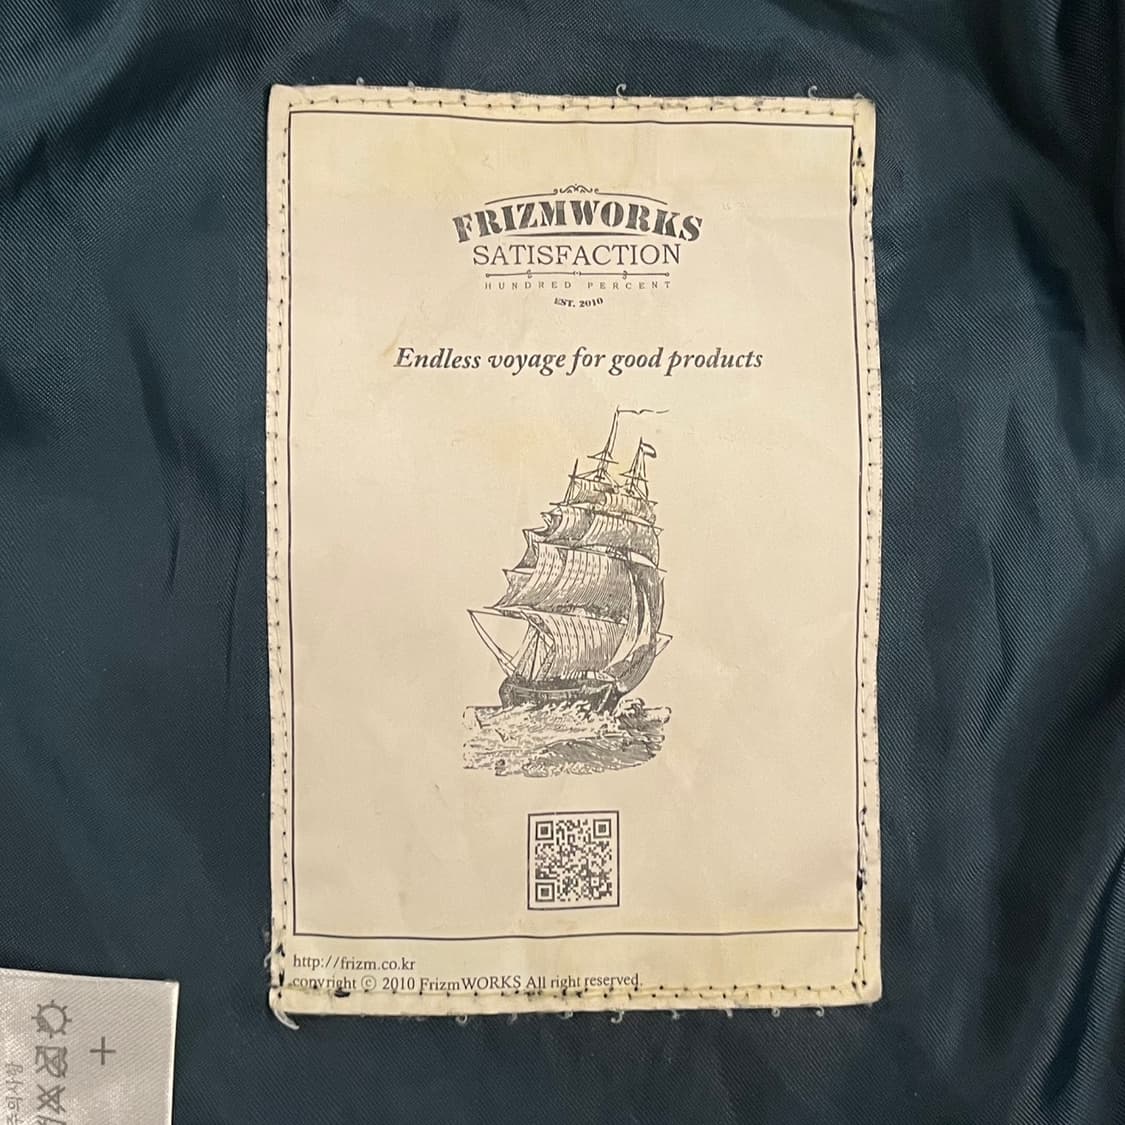 FRIZMWORKS
SATISFACTION
HUNDRED PERCENT
EST. 2010
Endless voyage for good products
http://frizm.co.kr
copyright ⓒ 2010 FrizmWORKS All right reserved.